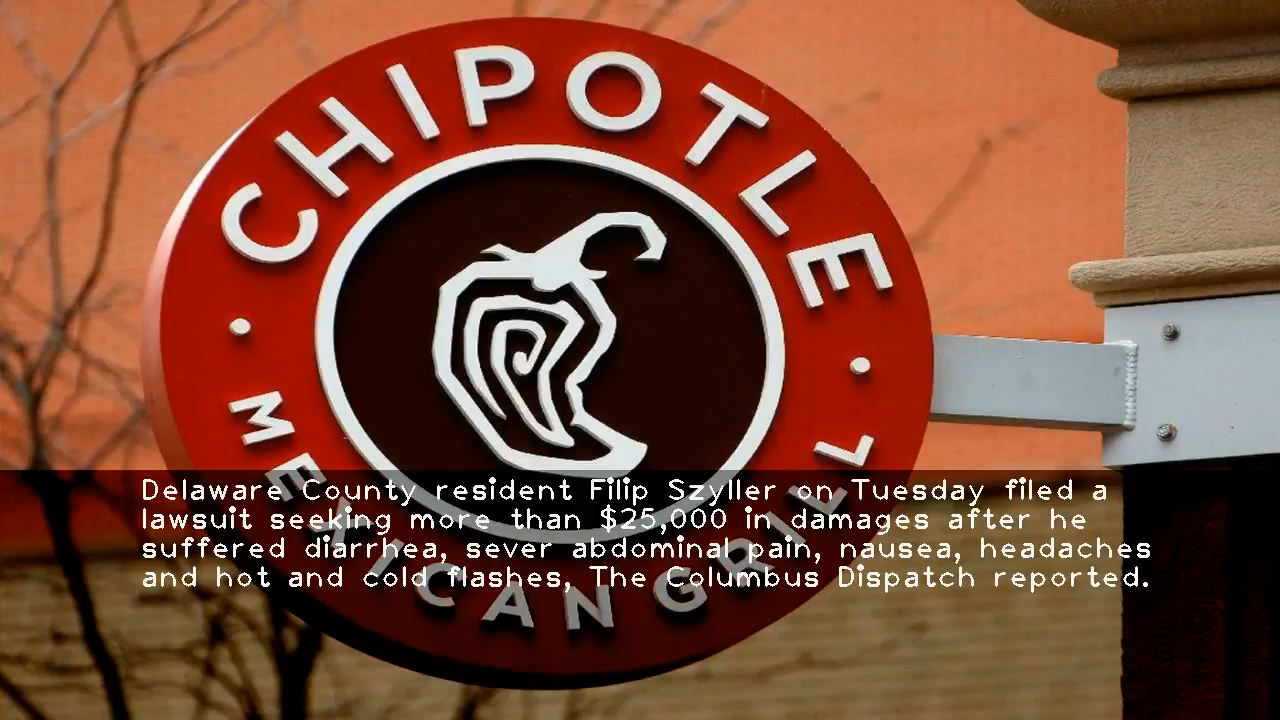 CHIPOTLE
MEXICAN GRILL
Delaware County resident Filip Szyller on Tuesday filed a
lawsuit seeking more than $25,000 in damages after he
suffered diarrhea, sever abdominal pain, nausea, headaches
and hot and cold flashes, The Columbus Dispatch reported.